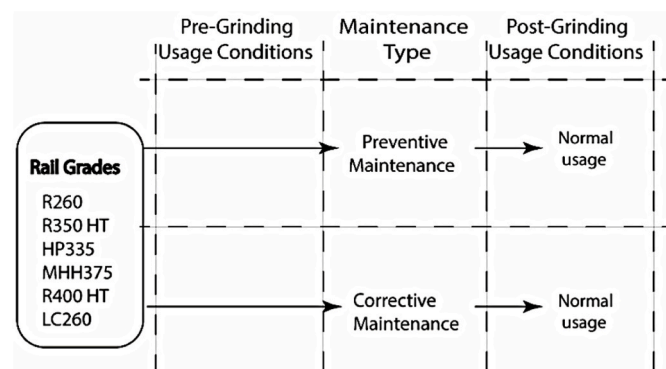 Pre-Grinding
Usage Conditions
Maintenance
Type
Post-Grinding
Usage Conditions
Rail Grades
R260
R350 HT
HP335
MHH375
R400 HT
LC260
Preventive
Maintenance
Normal
usage
Corrective
Maintenance
Normal
usage